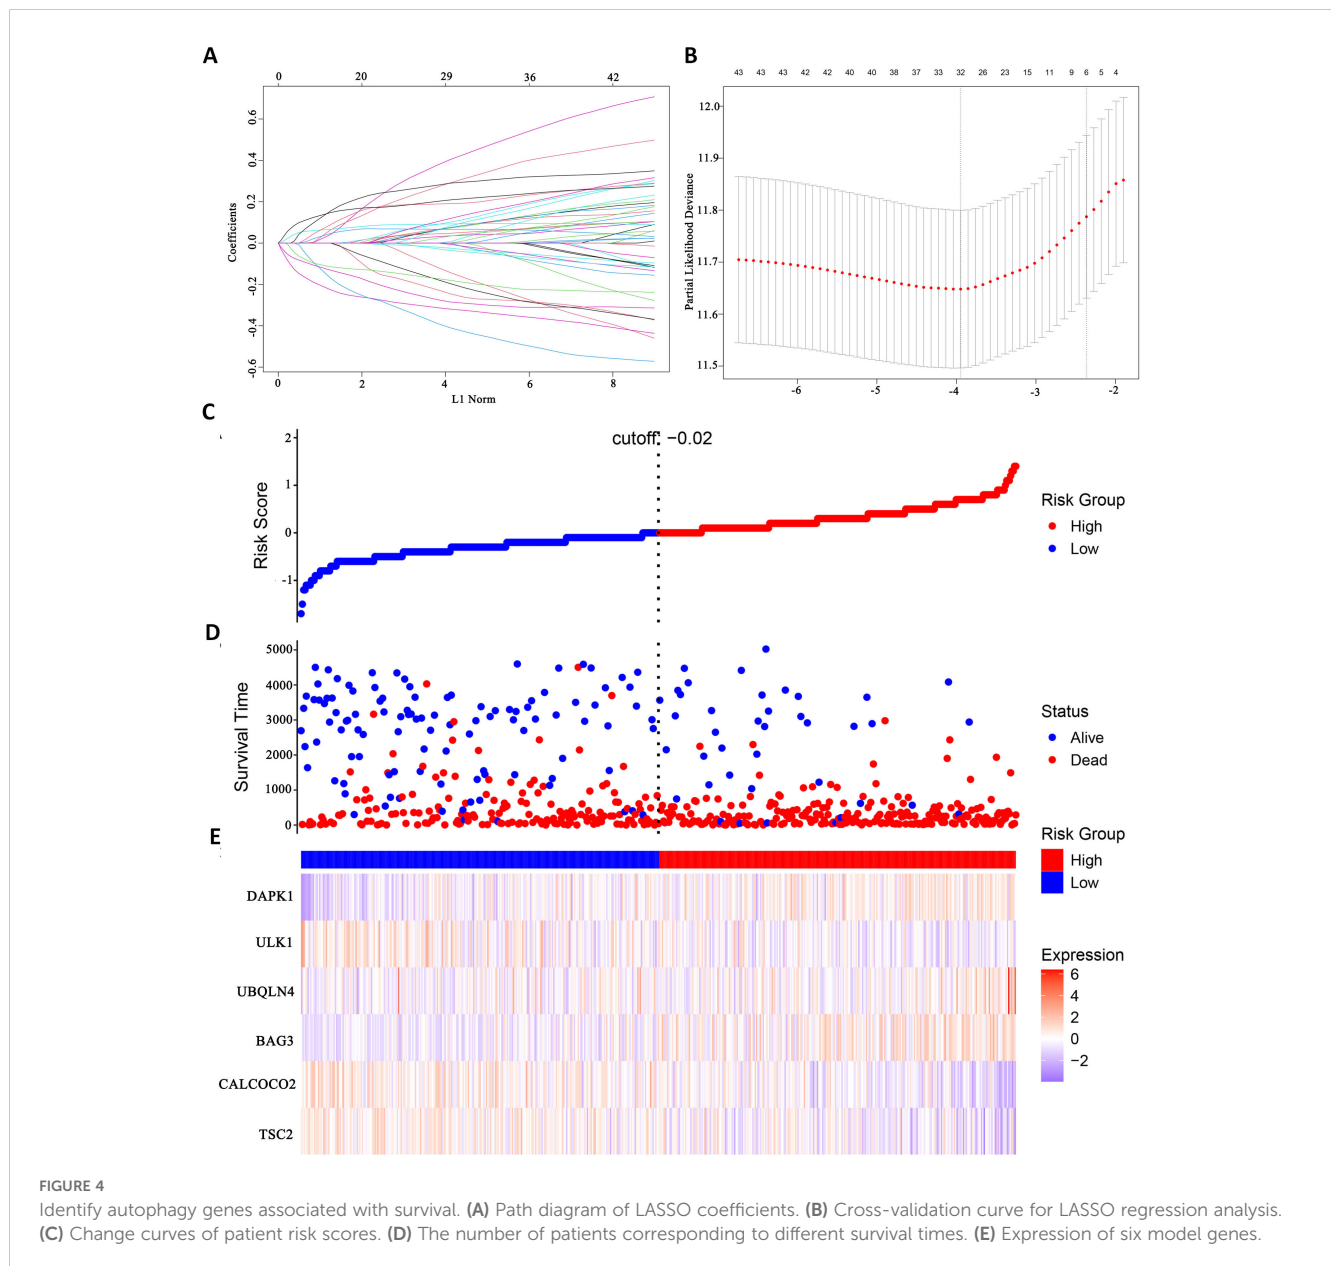 A
0 20 29 36 42
0.6
0.4
0.2
0.0
-0.2
-0.4
-0.6
Coefficients
0 2 4 6 8
L1 Norm
B
43 43 43 42 42 40 40 38 37 33 32 26 23 15 11 9 6 5 4
12.0
11.9
11.8
11.7
11.6
11.5
Partial Likelihood Deviance
-6 -5 -4 -3 -2
C
cutoff: −0.02
2
1
0
-1
Risk Score
Risk Group
High
Low
D
5000
4000
3000
2000
1000
0
Survival Time
Status
Alive
Dead
E
DAPK1
ULK1
UBQLN4
BAG3
CALCOCO2
TSC2
Risk Group
High
Low
Expression
6
4
2
0
−2
FIGURE 4
Identify autophagy genes associated with survival. (A) Path diagram of LASSO coefficients. (B) Cross-validation curve for LASSO regression analysis.
(C) Change curves of patient risk scores. (D) The number of patients corresponding to different survival times. (E) Expression of six model genes.